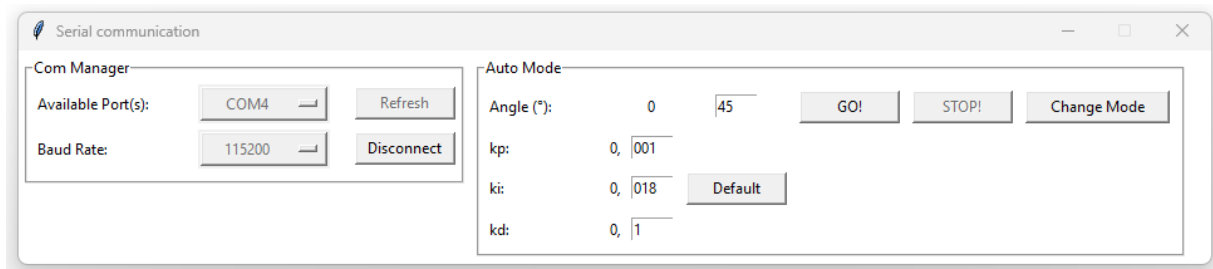 Serial communication
Com Manager
Available Port(s): COM4 Refresh
Baud Rate: 115200 Disconnect
Auto Mode
Angle (°): 0 45 GO! STOP! Change Mode
kp: 0, 001
ki: 0, 018 Default
kd: 0, 1